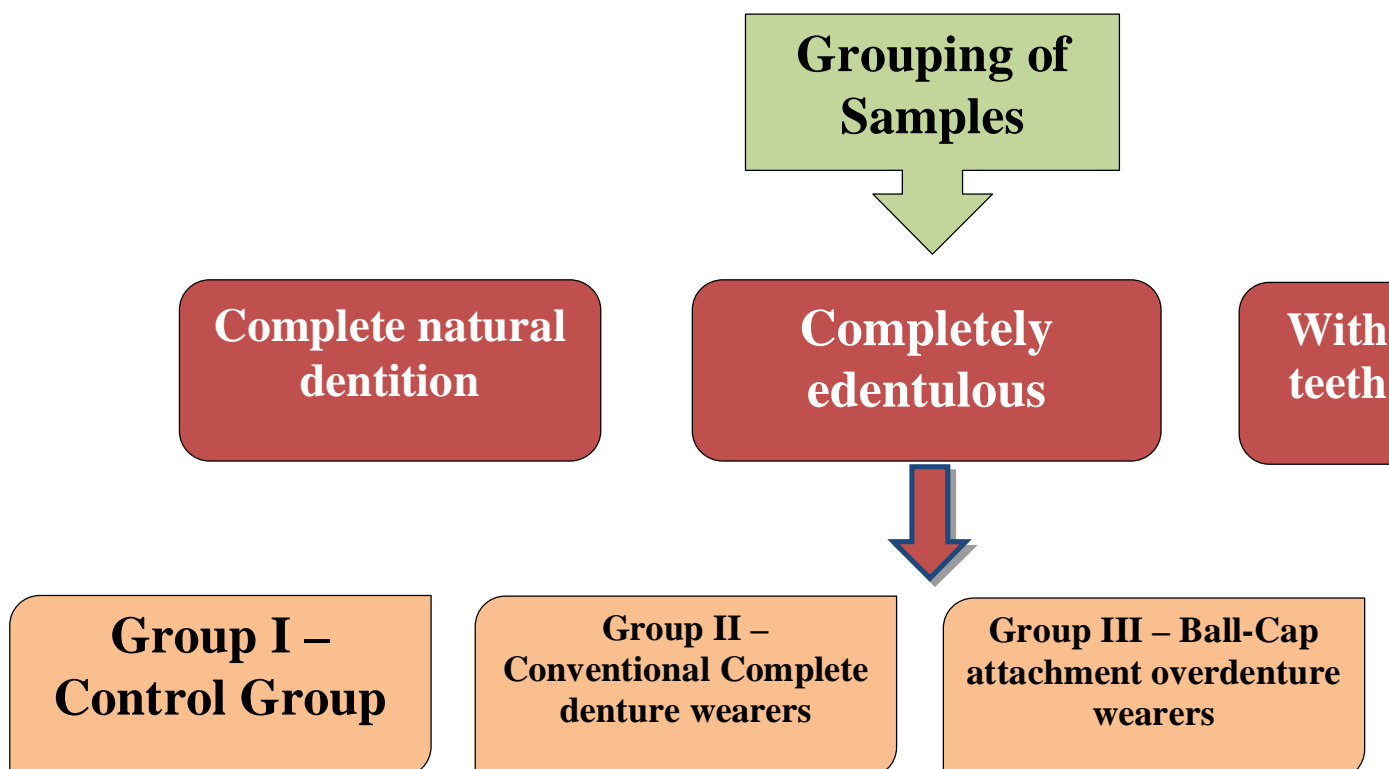 Grouping of
Samples
Complete natural
dentition
Completely
edentulous
With
teeth
Group I –
Control Group
Group II –
Conventional Complete
denture wearers
Group III – Ball-Cap
attachment overdenture
wearers